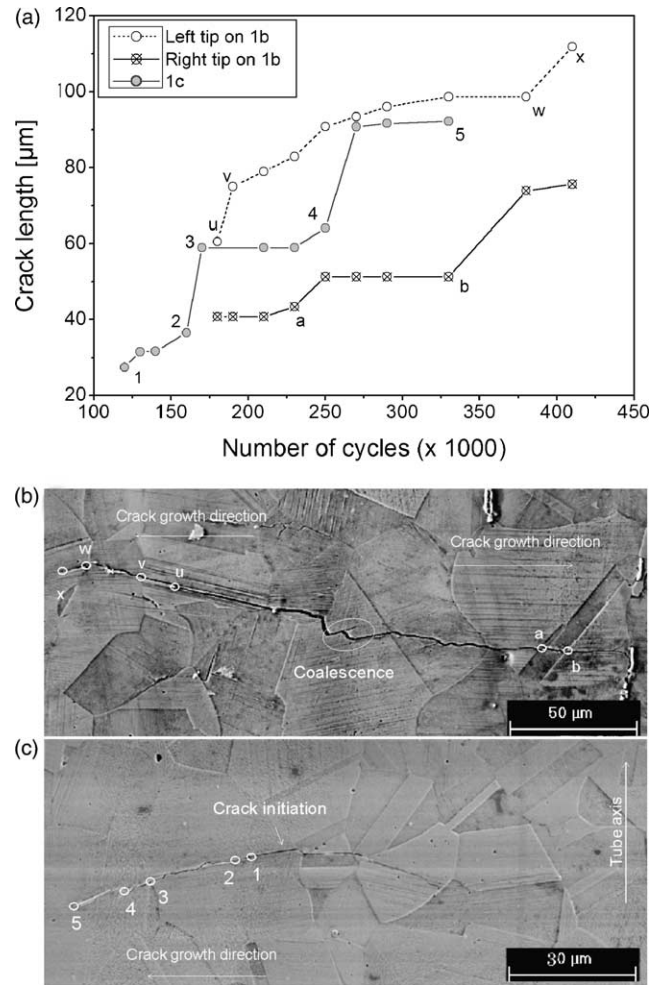 (a)
120
100
80
60
40
20
Crack length [µm]
Left tip on 1b
Right tip on 1b
1c
u
v
w
x
1
2
3
4
5
a
b
100 150 200 250 300 350 400 450
Number of cycles (x 1000)
(b)
Crack growth direction
Crack growth direction
w
v
u
x
a
b
Coalescence
50 µm
(c)
Crack initiation
Tube axis
2 1
5 4 3
Crack growth direction
30 µm